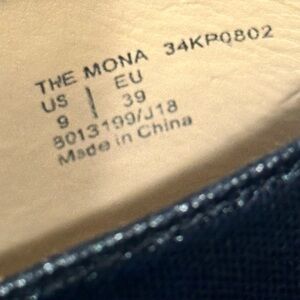 THE MONA 34KP0802
US | EU
9 | 39
8013199/J18
Made in China